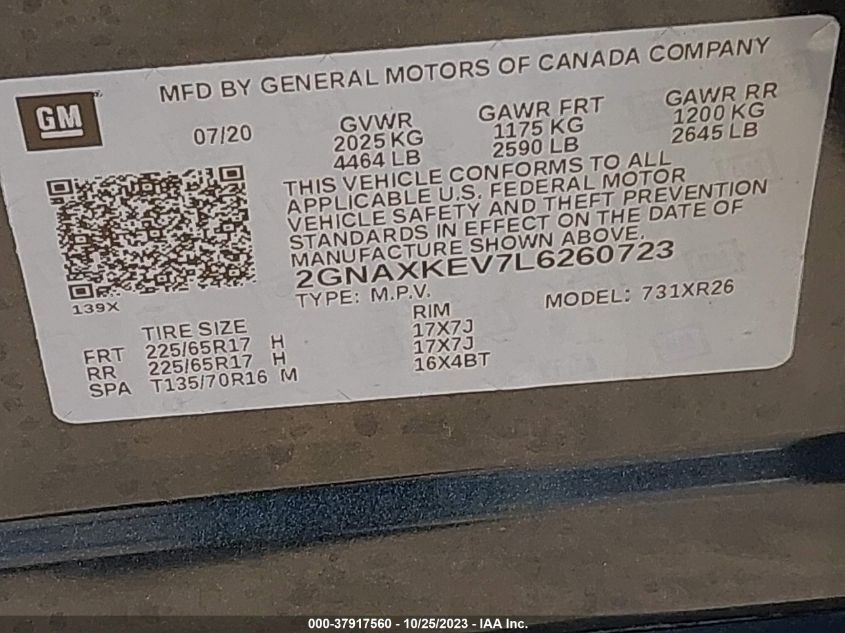 MFD BY GENERAL MOTORS OF CANADA COMPANY
GM
07/20
GVWR
2025 KG
4464 LB
GAWR FRT
1175 KG
2590 LB
GAWR RR
1200 KG
2645 LB
THIS VEHICLE CONFORMS TO ALL
APPLICABLE U.S. FEDERAL MOTOR
VEHICLE SAFETY AND THEFT PREVENTION
STANDARDS IN EFFECT ON THE DATE OF
MANUFACTURE SHOWN ABOVE.
2GNAXKEV7L6260723
TYPE: M.P.V.
MODEL: 731XR26
139X
TIRE SIZE
RIM
FRT 225/65R17 H 17X7J
RR 225/65R17 H 17X7J
SPA T135/70R16 M 16X4BT
000-37917560 - 10/25/2023 - IAA Inc.